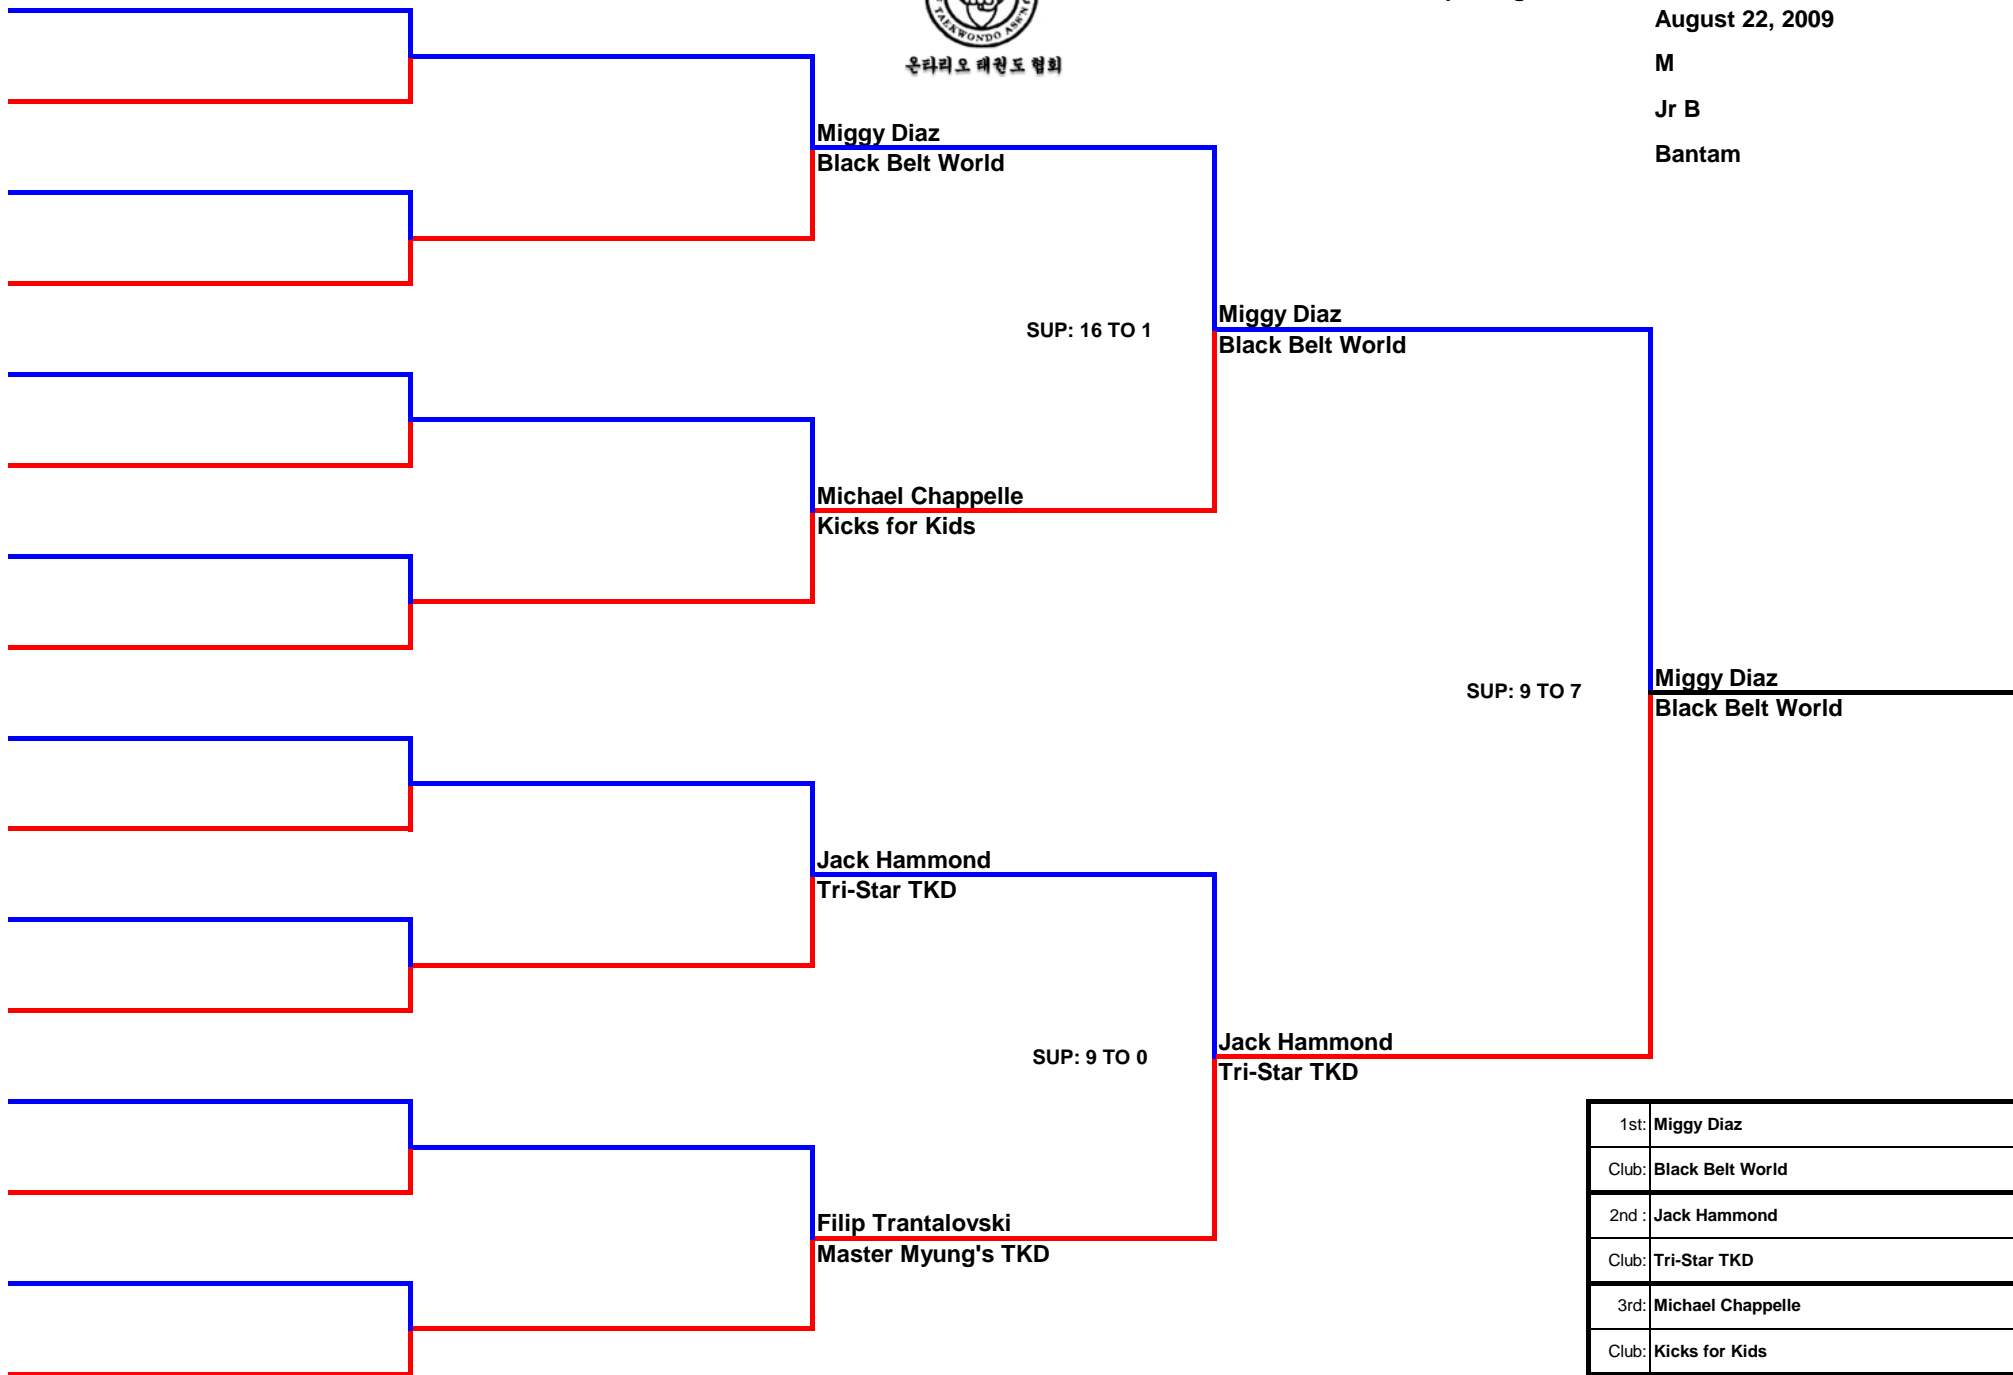 TAEKWONDO ASS'N
온타리오 태권도 협회
August 22, 2009
M
Jr B
Bantam
Miggy Diaz
Black Belt World
SUP: 16 TO 1
Miggy Diaz
Black Belt World
Michael Chappelle
Kicks for Kids
SUP: 9 TO 7
Miggy Diaz
Black Belt World
Jack Hammond
Tri-Star TKD
SUP: 9 TO 0
Jack Hammond
Tri-Star TKD
Filip Trantalovski
Master Myung's TKD
1st: Miggy Diaz
Club: Black Belt World
2nd : Jack Hammond
Club: Tri-Star TKD
3rd: Michael Chappelle
Club: Kicks for Kids